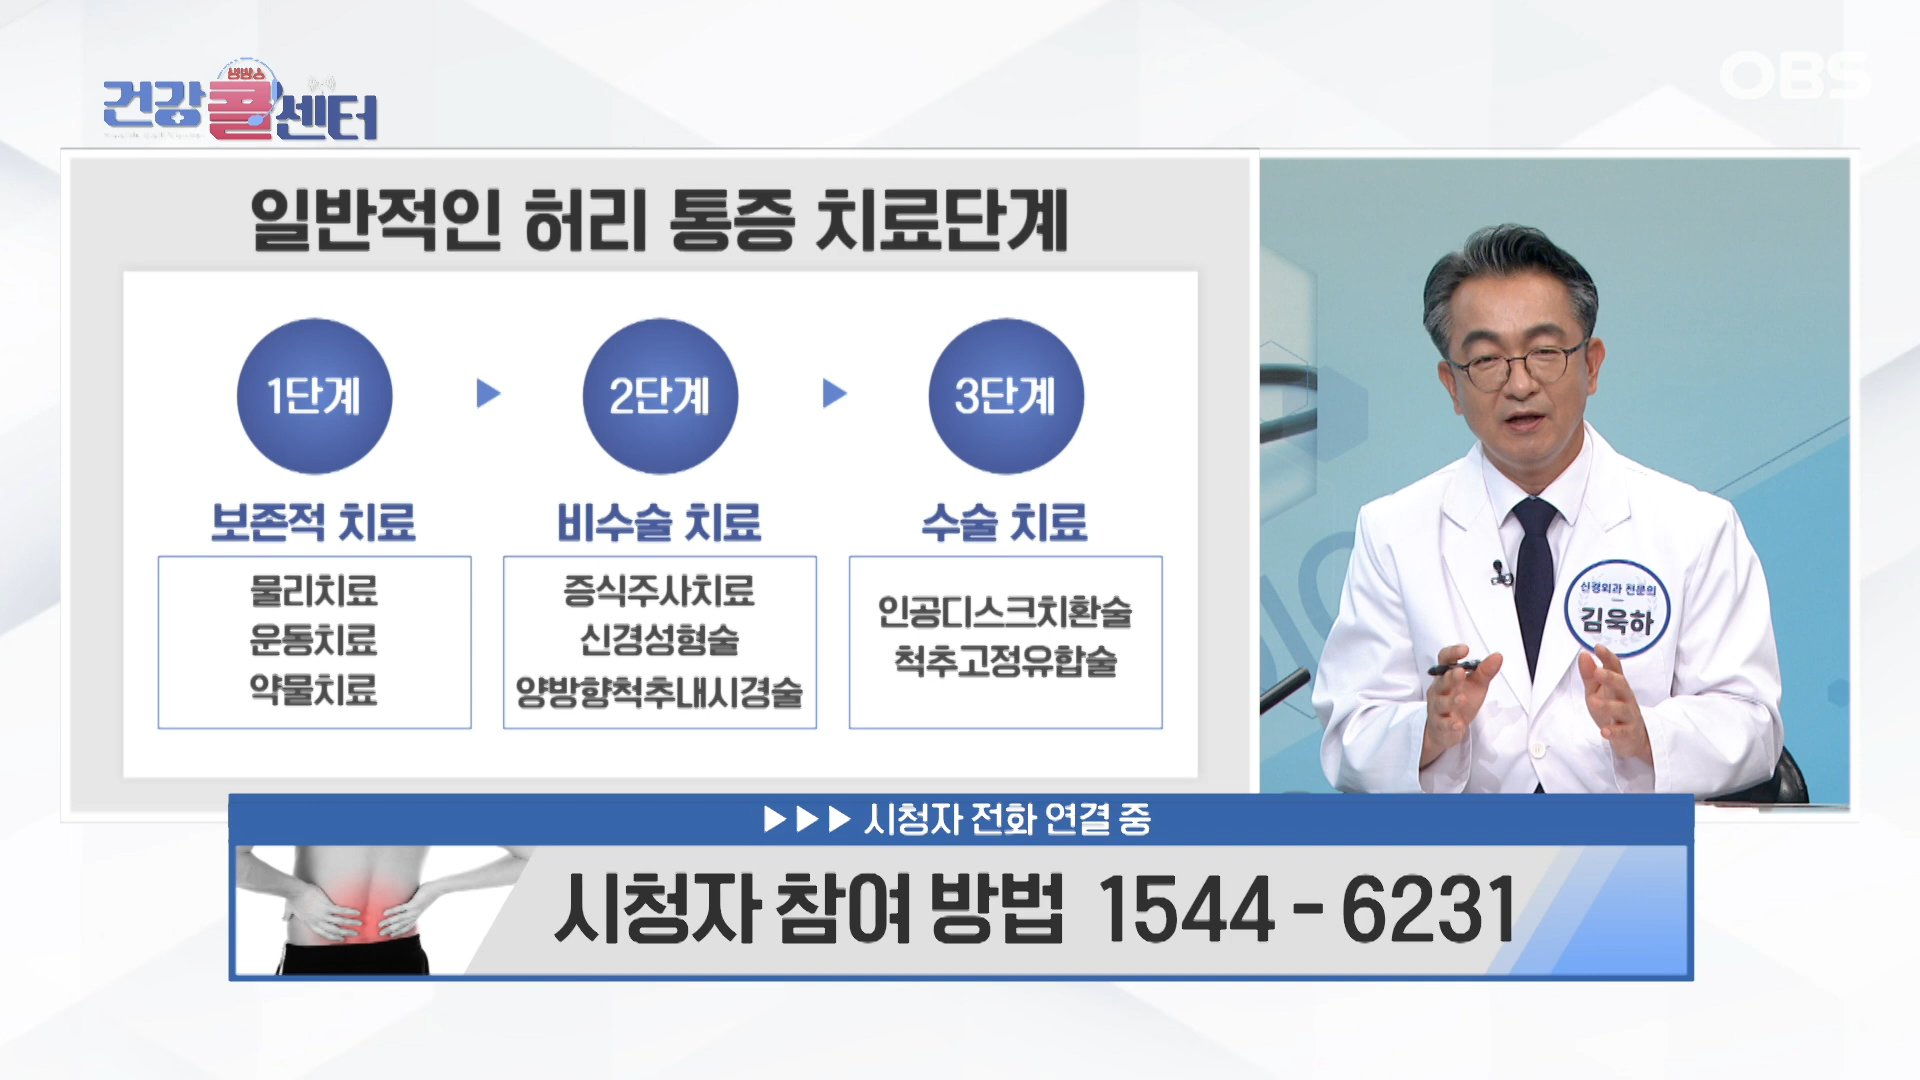 생방송
건강콜센터
OBS
일반적인 허리 통증 치료단계
1단계
2단계
3단계
보존적 치료
물리치료
운동치료
약물치료
비수술 치료
증식주사치료
신경성형술
양방향척추내시경술
수술 치료
인공디스크치환술
척추고정유합술
신경외과 전문의
김욱하
▶▶▶ 시청자 전화 연결 중
시청자 참여 방법 1544 - 6231